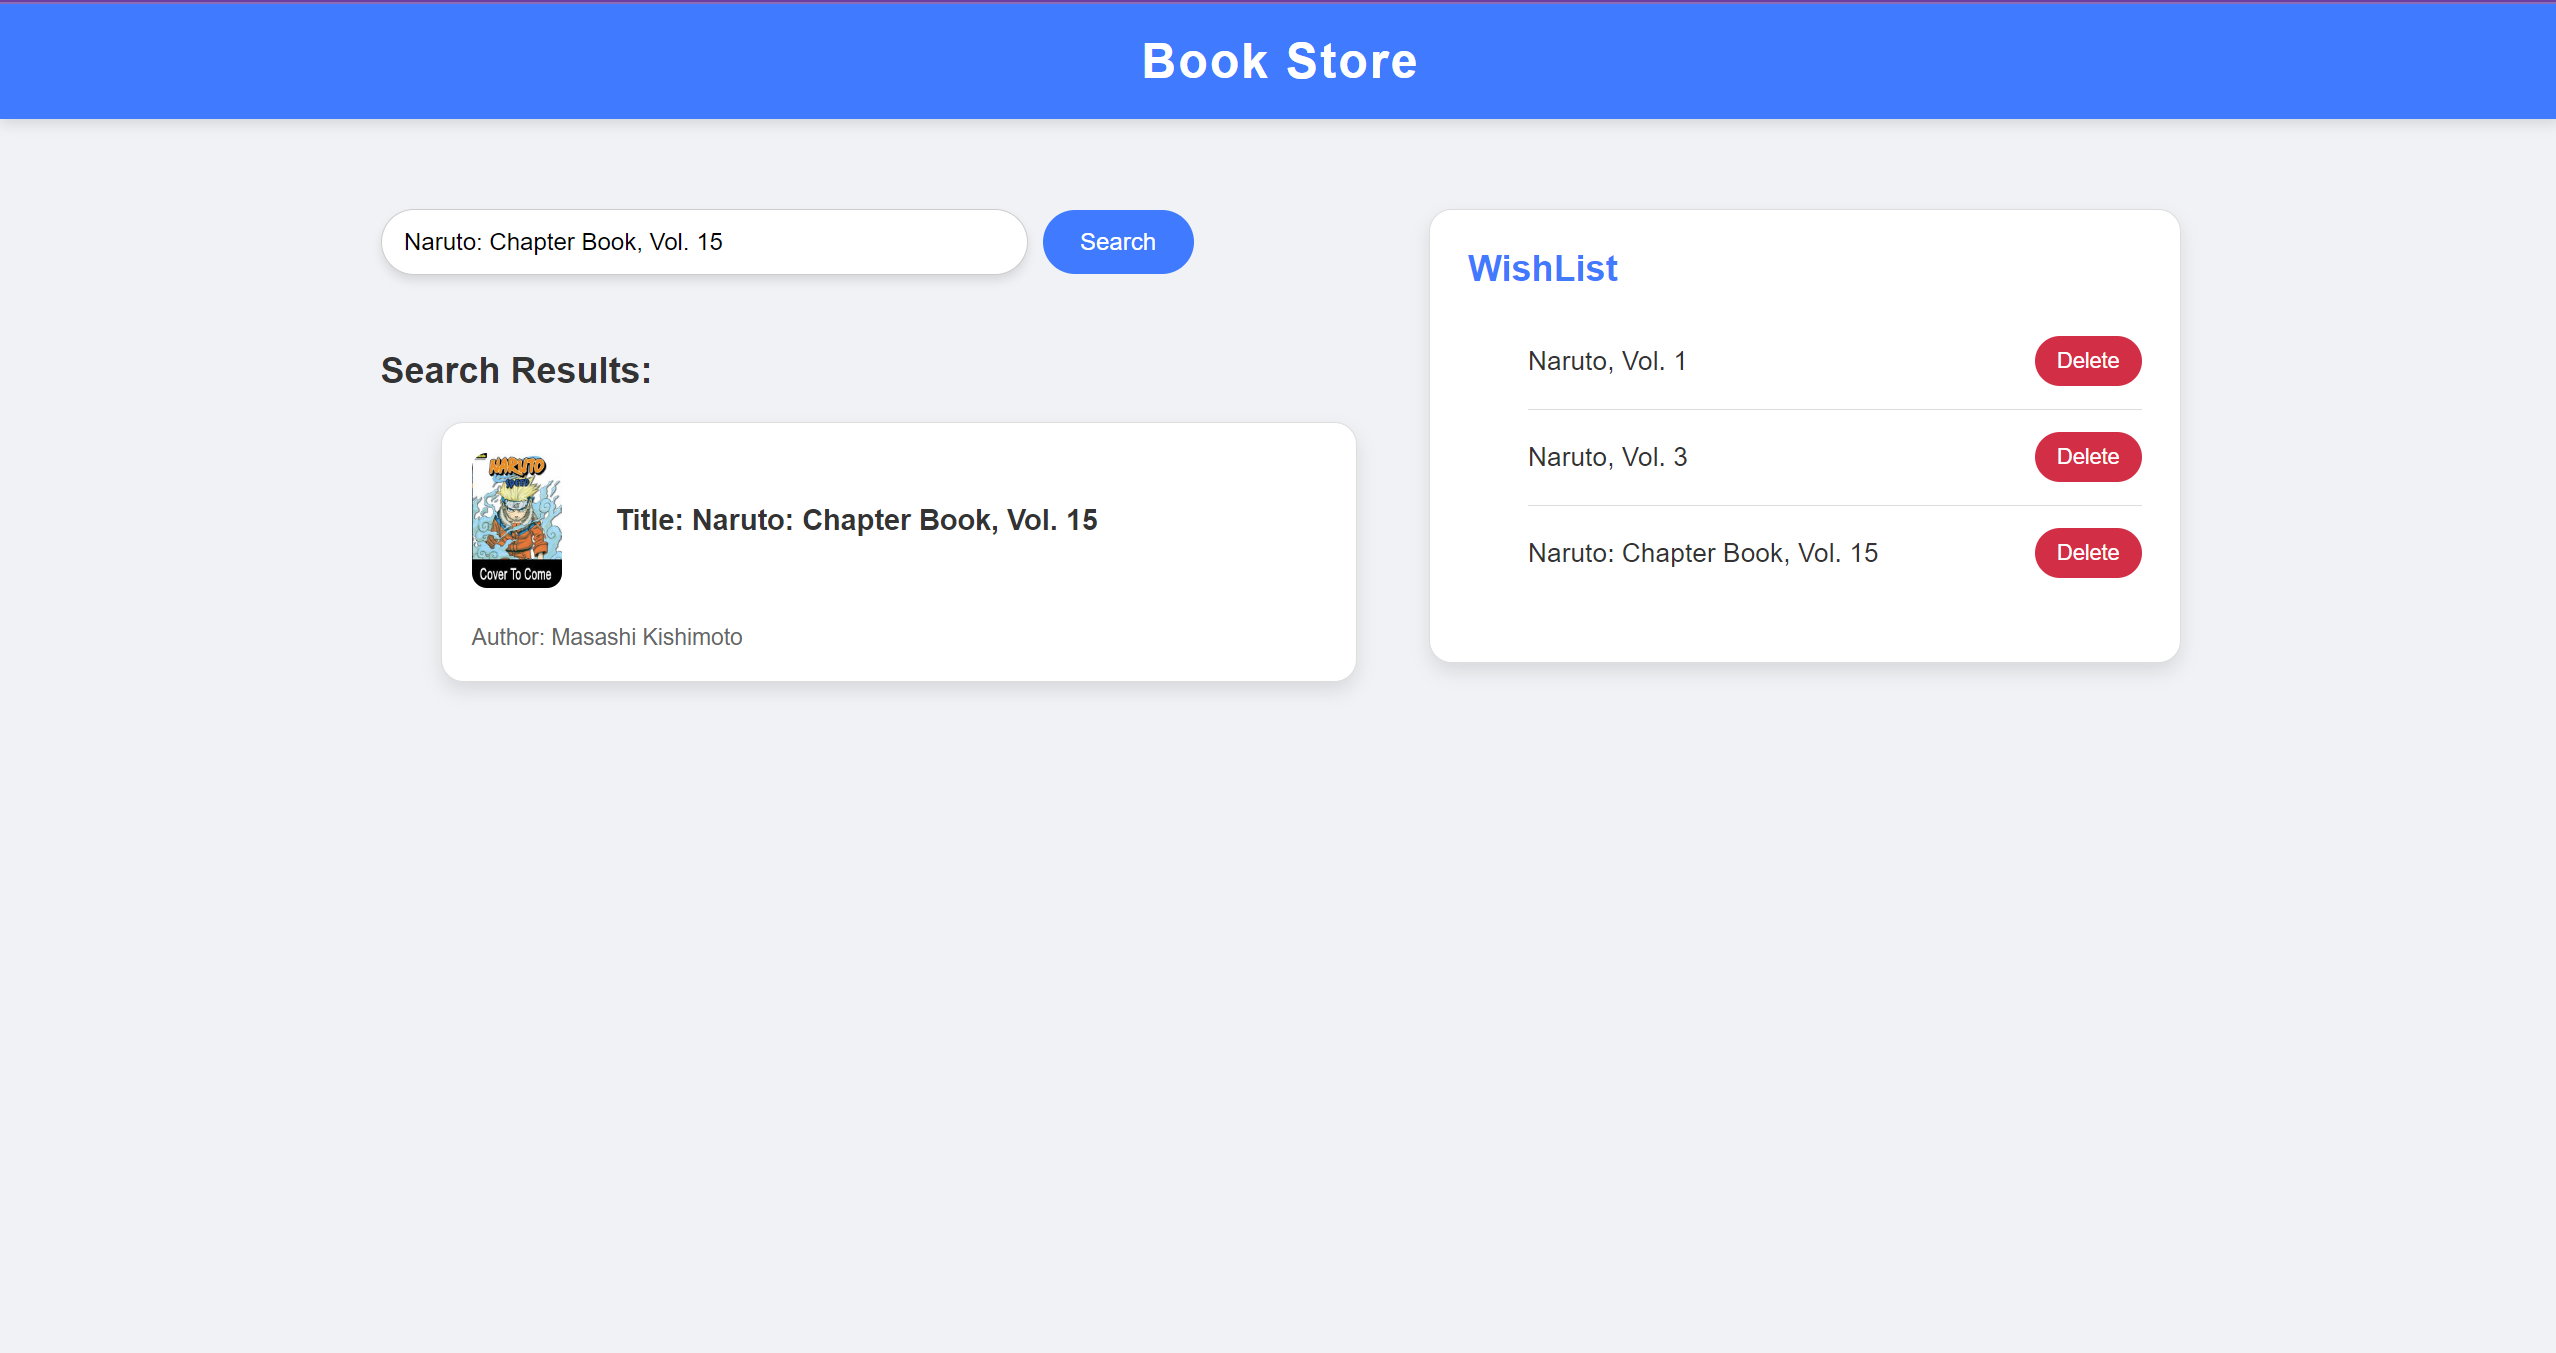 Book Store
Naruto: Chapter Book, Vol. 15
Search
Search Results:
NARUTO
Title: Naruto: Chapter Book, Vol. 15
Cover To Come
Author: Masashi Kishimoto
WishList
Naruto, Vol. 1
Delete
Naruto, Vol. 3
Delete
Naruto: Chapter Book, Vol. 15
Delete